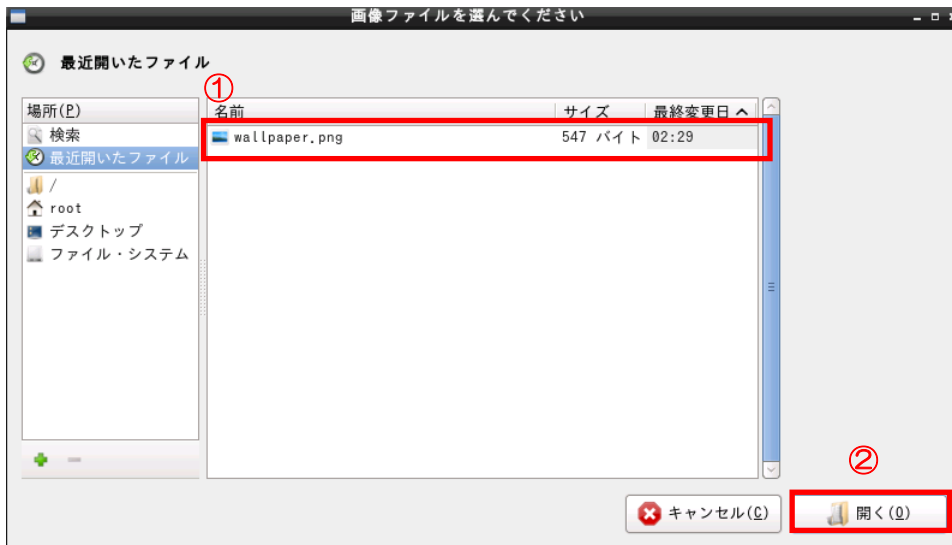 画像ファイルを選んでください
最近開いたファイル
①
場所(P)
名前 サイズ 最終変更日
検索
wallpaper.png 547 バイト 02:29
最近開いたファイル
/
root
デスクトップ
ファイル・システム
②
キャンセル(C) 開く(O)